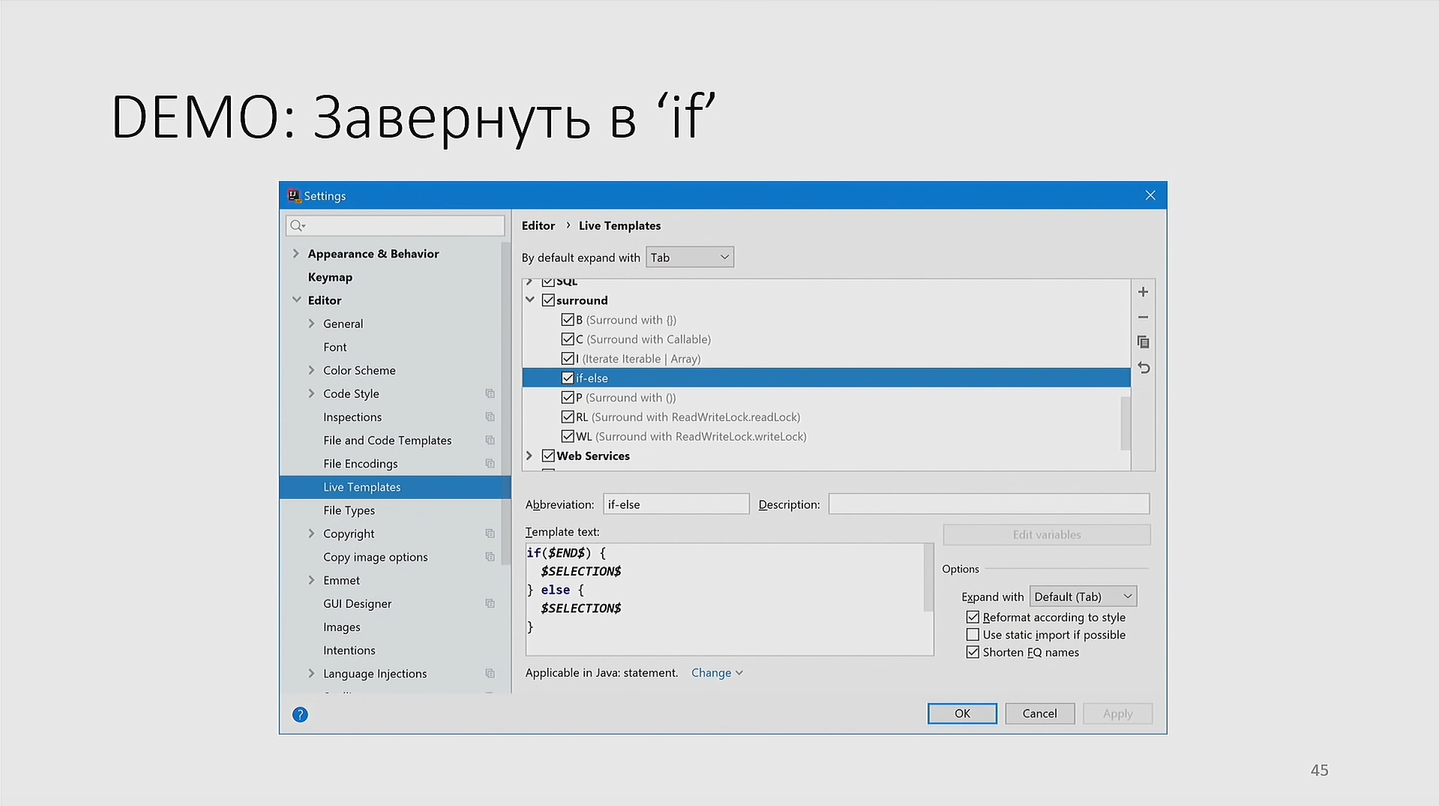 DEMO: Завернуть в ‘if’
Settings
Appearance & Behavior
Keymap
Editor
General
Font
Color Scheme
Code Style
Inspections
File and Code Templates
File Encodings
Live Templates
File Types
Copyright
Copy image options
Emmet
GUI Designer
Images
Intentions
Language Injections
Editor › Live Templates
By default expand with Tab
SQL
surround
B (Surround with {})
C (Surround with Callable)
I (Iterate Iterable | Array)
if-else
P (Surround with ())
RL (Surround with ReadWriteLock.readLock)
WL (Surround with ReadWriteLock.writeLock)
Web Services
Abbreviation: if-else Description:
Template text:
if($END$) {
$SELECTION$
} else {
$SELECTION$
}
Edit variables
Options
Expand with Default (Tab)
Reformat according to style
Use static import if possible
Shorten FQ names
Applicable in Java: statement. Change
?
OK Cancel Apply
45